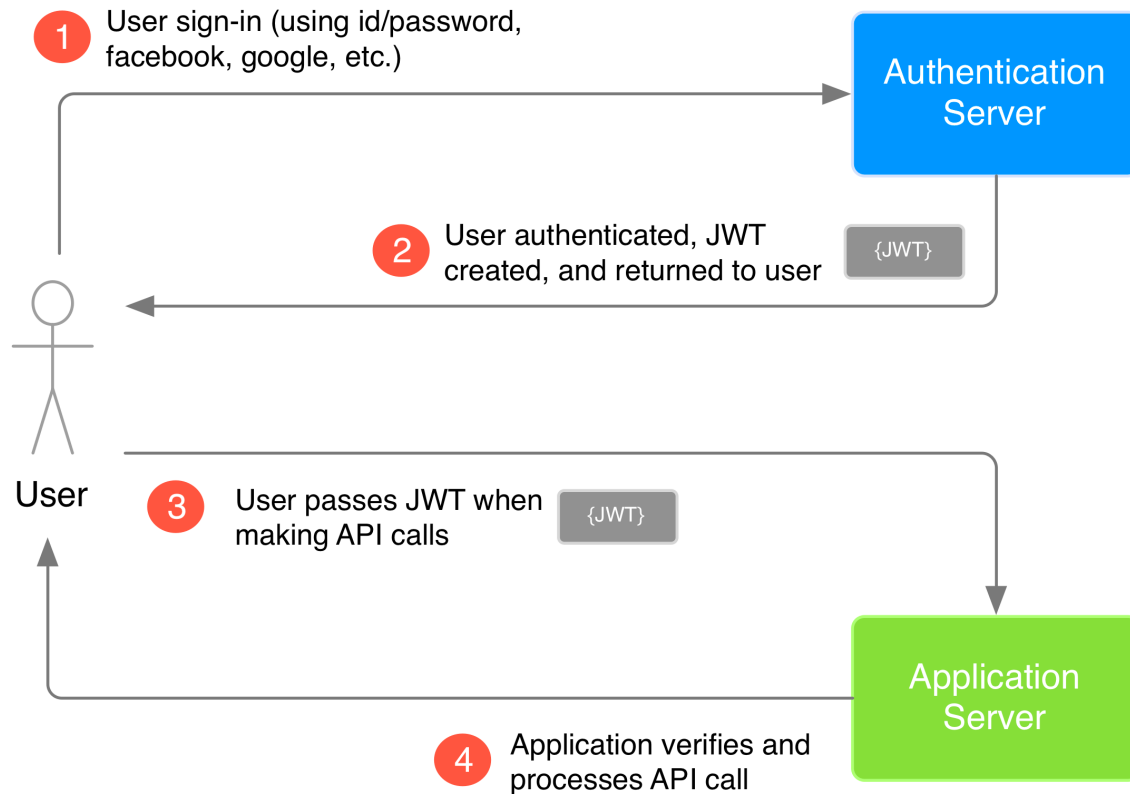 1
User sign-in (using id/password,
facebook, google, etc.)
Authentication
Server
2
User authenticated, JWT
created, and returned to user
{JWT}
User
3
User passes JWT when
making API calls
{JWT}
Application
Server
4
Application verifies and
processes API call